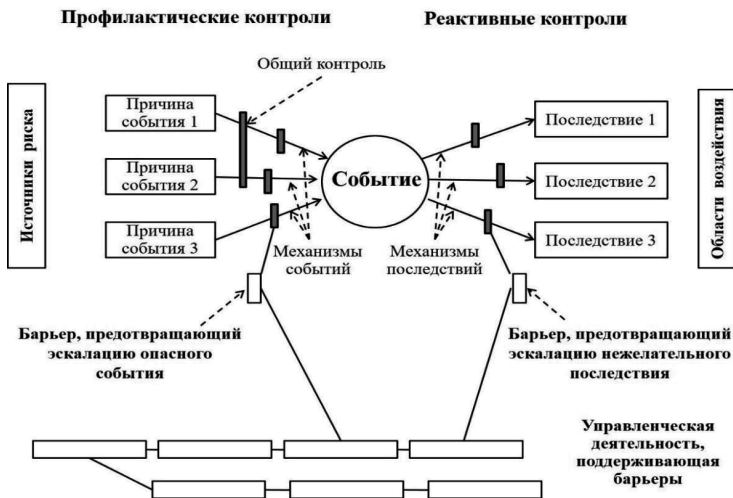 Профилактические контроли
Реактивные контроли
Общий контроль
Источники риска
Причина
события 1
Причина
события 2
Причина
события 3
Событие
Последствие 1
Последствие 2
Последствие 3
Области воздействия
Механизмы
событий
Механизмы
последствий
Барьер, предотвращающий
эскалацию опасного
события
Барьер, предотвращающий
эскалацию нежелательного
последствия
Управленческая
деятельность,
поддерживающая
барьеры